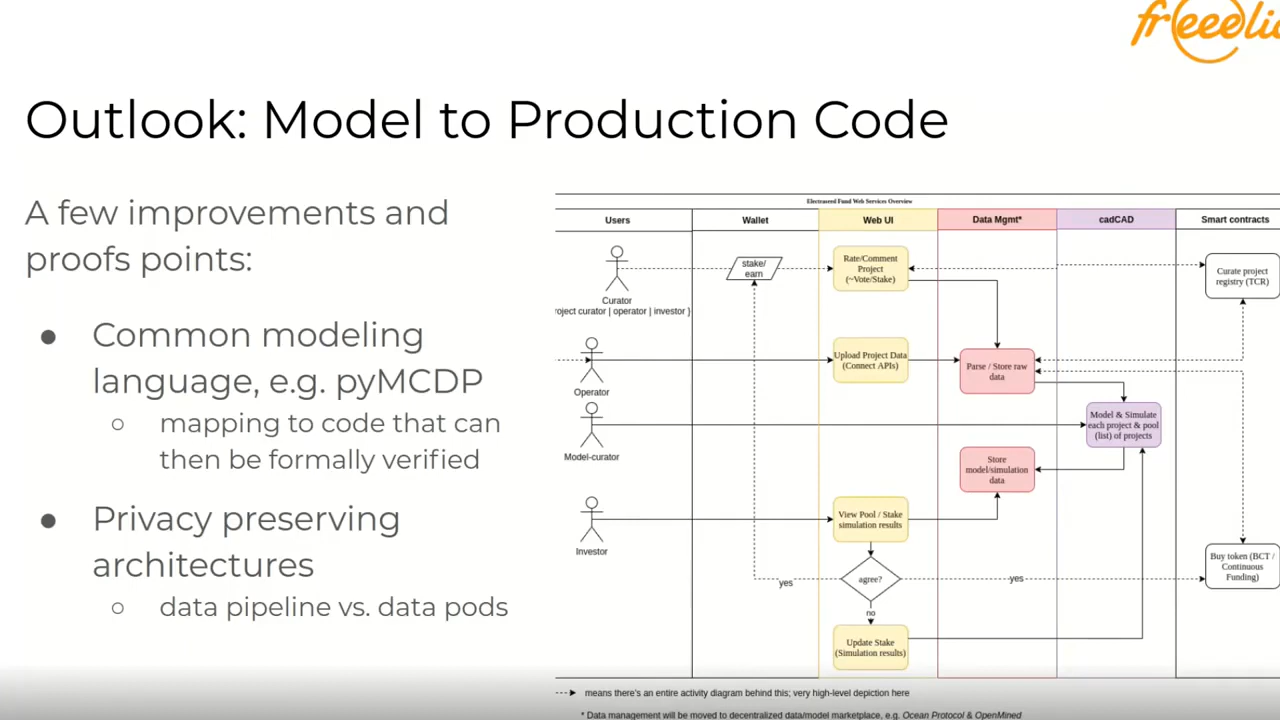 Outlook: Model to Production Code
A few improvements and
proofs points:
● Common modeling
language, e.g. pyMCDP
○ mapping to code that can
then be formally verified
● Privacy preserving
architectures
○ data pipeline vs. data pods
Electraseed Fund Web Services Overview
Users
Wallet
Web UI
Data Mgmt*
cadCAD
Smart contracts
Curator
roject curator | operator | investor }
stake/
earn
Rate/Comment
Project
(~Vote/Stake)
Curate project
registry (TCR)
Operator
Upload Project Data
(Connect APIs)
Parse / Store raw
data
Model-curator
Model & Simulate
each project & pool
(list) of projects
Store
model/simulation
data
Investor
View Pool / Stake
simulation results
agree?
yes
yes
no
Buy token (BCT /
Continuous
Funding)
Update Stake
(Simulation results)
means there's an entire activity diagram behind this; very high-level depiction here
* Data management will be moved to decentralized data/model marketplace, e.g. Ocean Protocol & OpenMined